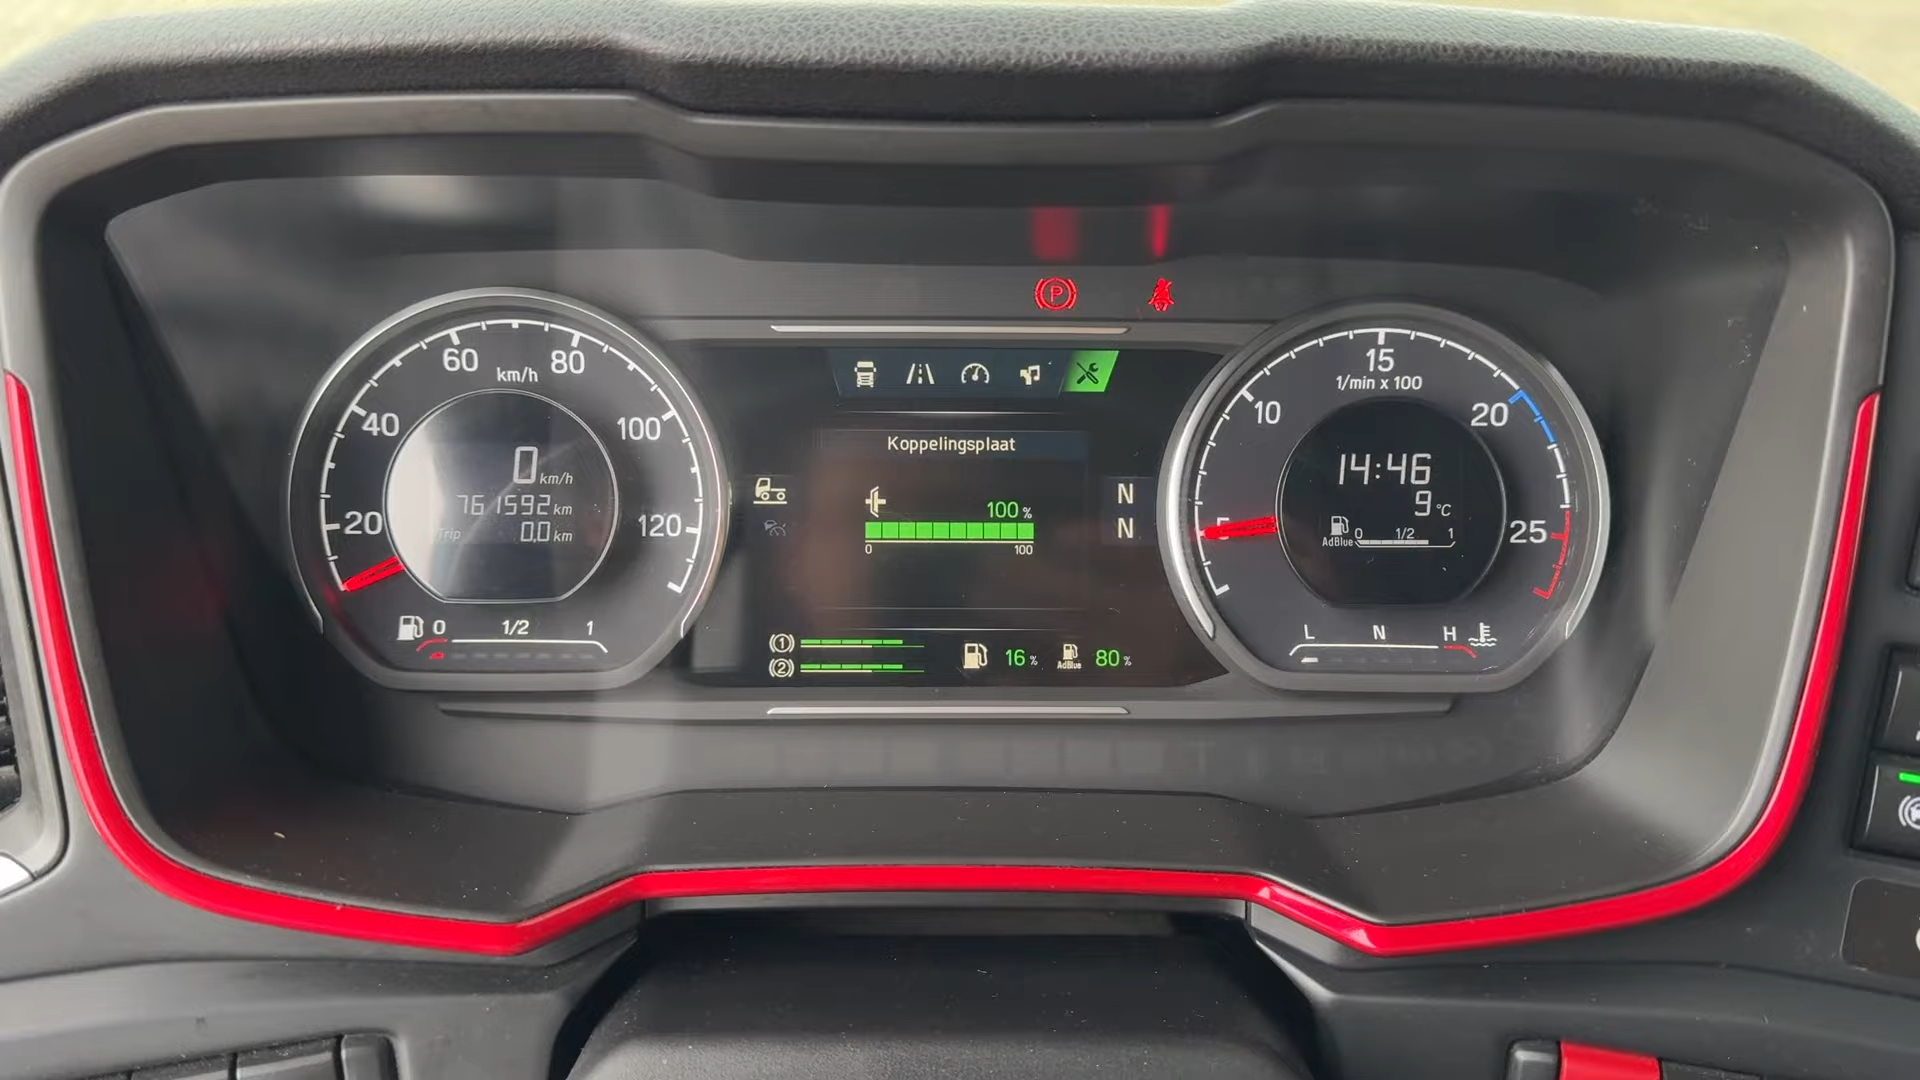 20 40 60 80 100 120
km/h
0 km/h
761592 km
Trip 0,0 km
0 1/2 1
P
Koppelingsplaat
100 %
0 100
N
N
(1)
(2)
16 %
AdBlue 80 %
10 15 20 25
1/min x 100
14:46
9 °C
AdBlue 0 1/2 1
L N H